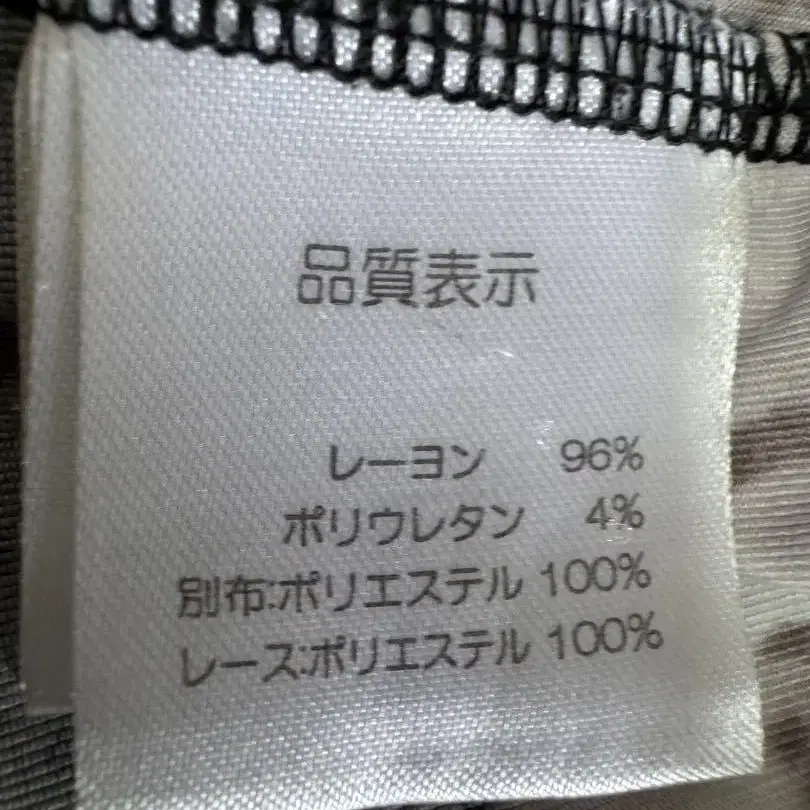 品質表示
レーヨン 96%
ポリウレタン 4%
別布:ポリエステル 100%
レース:ポリエステル 100%